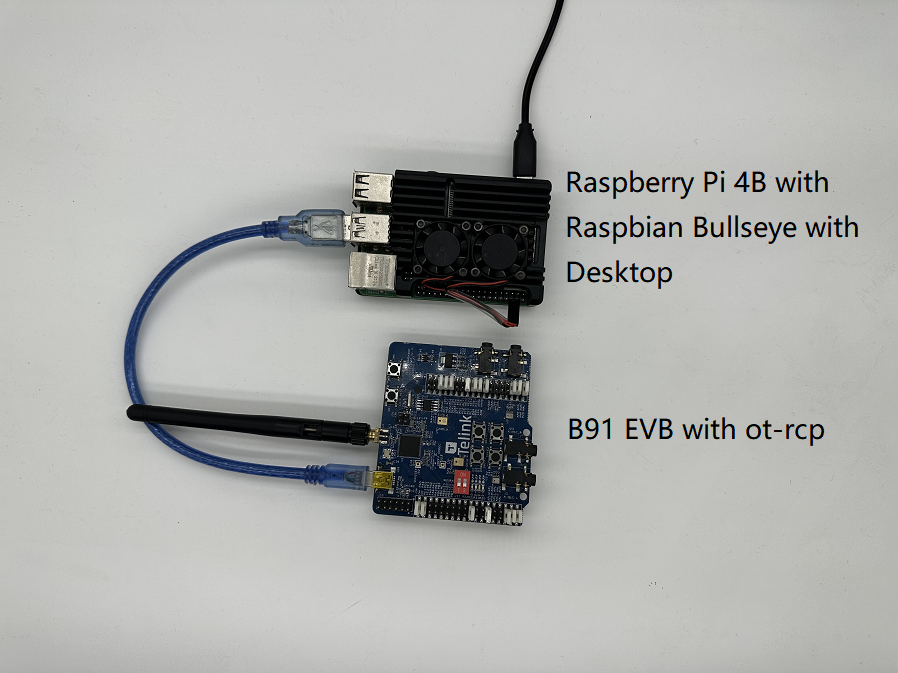 Raspberry Pi 4B with
Raspbian Bullseye with
Desktop
B91 EVB with ot-rcp
Telink